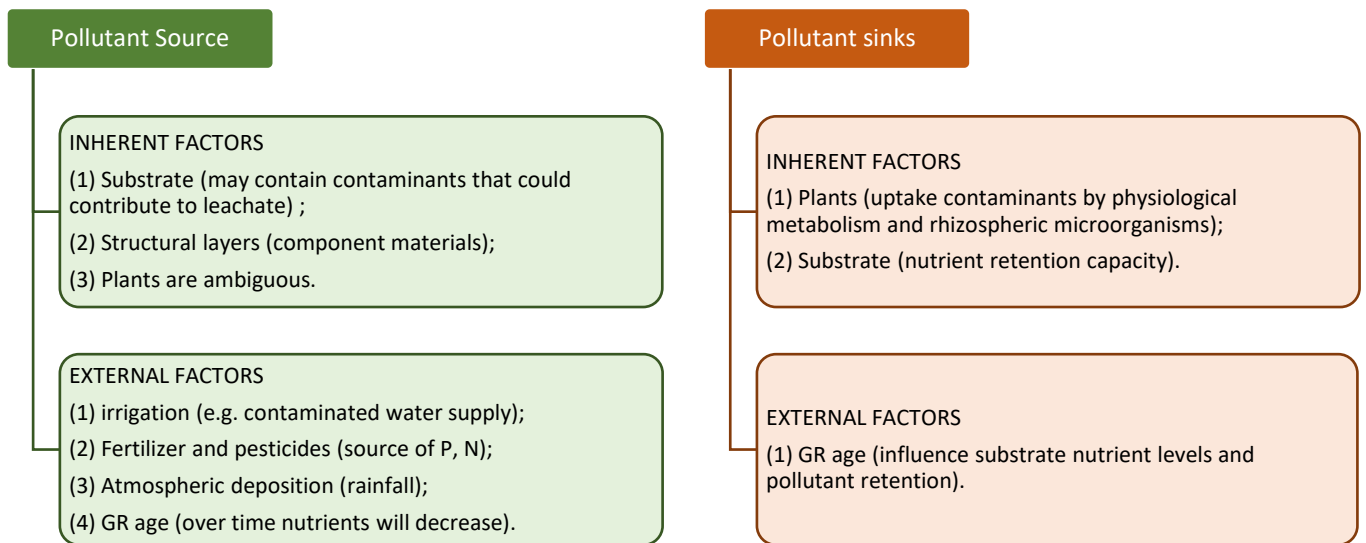 Pollutant Source
INHERENT FACTORS
(1) Substrate (may contain contaminants that could
contribute to leachate) ;
(2) Structural layers (component materials);
(3) Plants are ambiguous.
EXTERNAL FACTORS
(1) irrigation (e.g. contaminated water supply);
(2) Fertilizer and pesticides (source of P, N);
(3) Atmospheric deposition (rainfall);
(4) GR age (over time nutrients will decrease).
Pollutant sinks
INHERENT FACTORS
(1) Plants (uptake contaminants by physiological
metabolism and rhizospheric microorganisms);
(2) Substrate (nutrient retention capacity).
EXTERNAL FACTORS
(1) GR age (influence substrate nutrient levels and
pollutant retention).